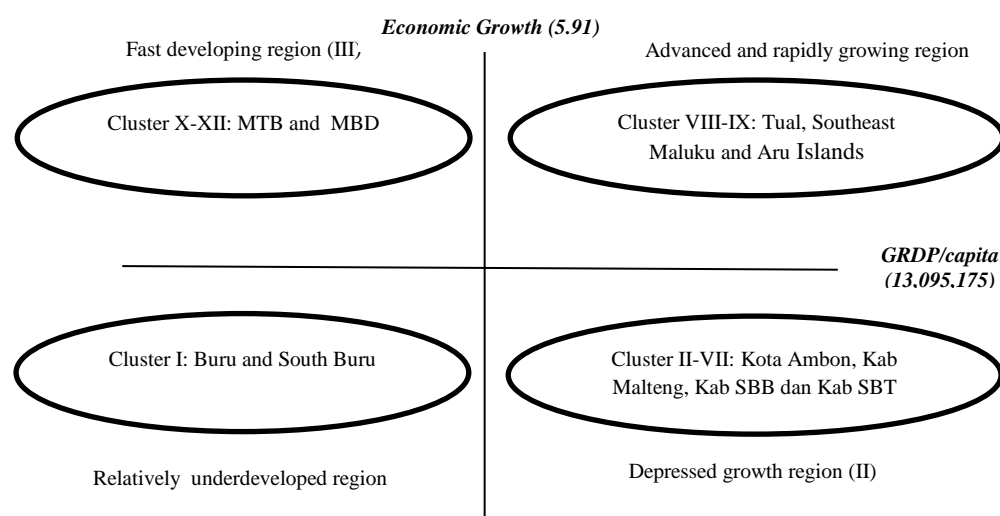 Economic Growth (5.91)
Fast developing region (III,
Advanced and rapidly growing region
Cluster X-XII: MTB and MBD
Cluster VIII-IX: Tual, Southeast
Maluku and Aru Islands
GRDP/capita
(13,095,175)
Cluster I: Buru and South Buru
Cluster II-VII: Kota Ambon, Kab
Malteng, Kab SBB dan Kab SBT
Relatively underdeveloped region
Depressed growth region (II)